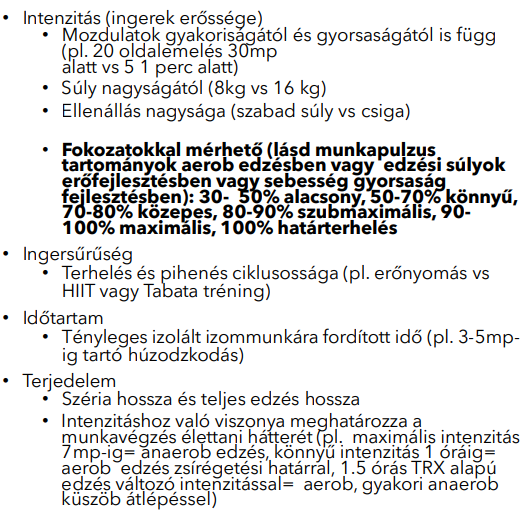 • Intenzitás (ingerek erőssége)
• Mozdulatok gyakoriságától és gyorsaságától is függ
(pl. 20 oldalemelés 30mp
alatt vs 5 1 perc alatt)
• Súly nagyságától (8kg vs 16 kg)
• Ellenállás nagysága (szabad súly vs csiga)
• Fokozatokkal mérhető (lásd munkapulzus
tartományok aerob edzésben vagy edzési súlyok
erőfejlesztésben vagy sebesség gyorsaság
fejlesztésben): 30- 50% alacsony, 50-70% könnyű,
70-80% közepes, 80-90% szubmaximális, 90-
100% maximális, 100% határterhelés
• Ingersűrűség
• Terhelés és pihenés ciklusossága (pl. erőnyomás vs
HIIT vagy Tabata tréning)
• Időtartam
• Tényleges izolált izommunkára fordított idő (pl. 3-5mp-
ig tartó húzodzkodás)
• Terjedelem
• Széria hossza és teljes edzés hossza
• Intenzitáshoz való viszonya meghatározza a
munkavégzés élettani hátterét (pl. maximális intenzitás
7mp-ig= anaerob edzés, könnyű intenzitás 1 óráig=
aerob edzés zsírégetési határral, 1.5 órás TRX alapú
edzés változó intenzitással= aerob, gyakori anaerob
küszöb átlépéssel)